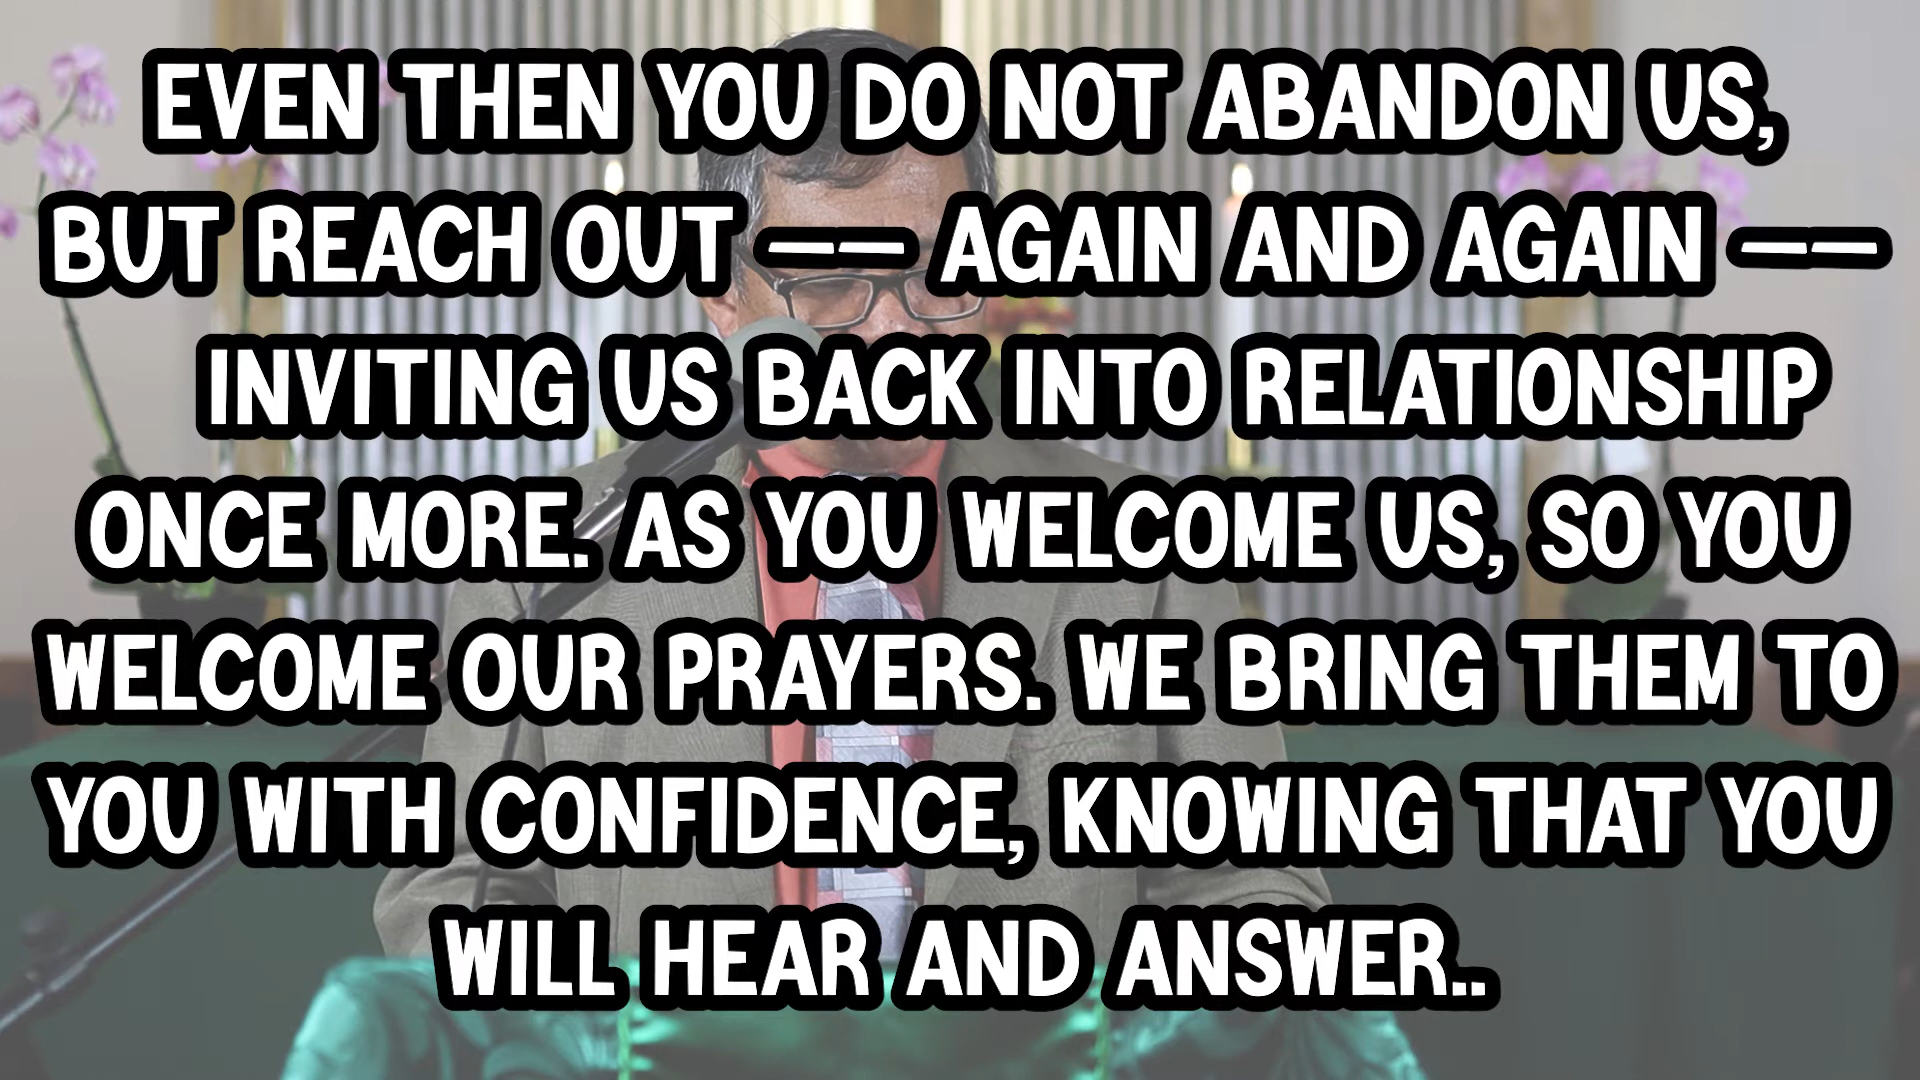 EVEN THEN YOU DO NOT ABANDON US,
BUT REACH OUT –– AGAIN AND AGAIN ––
INVITING US BACK INTO RELATIONSHIP
ONCE MORE. AS YOU WELCOME US, SO YOU
WELCOME OUR PRAYERS. WE BRING THEM TO
YOU WITH CONFIDENCE, KNOWING THAT YOU
WILL HEAR AND ANSWER..